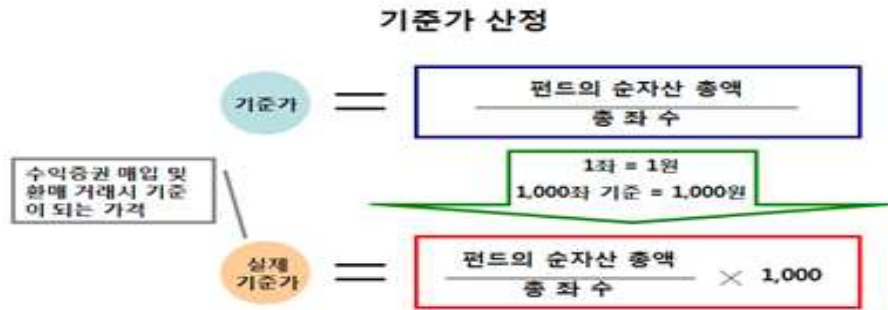 기준가 산정
기준가
=
펀드의 순자산 총액
총 좌 수
1좌 = 1원
1,000좌 기준 = 1,000원
수익증권 매입 및
환매 거래시 기준
이 되는 가격
실제
기준가
=
펀드의 순자산 총액
총 좌 수
× 1,000